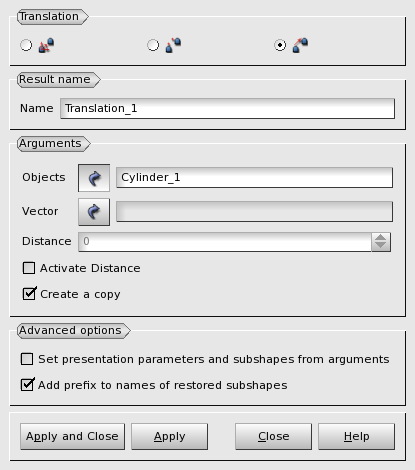 Translation
Result name
Name Translation_1
Arguments
Objects Cylinder_1
Vector
Distance 0
Activate Distance
Create a copy
Advanced options
Set presentation parameters and subshapes from arguments
Add prefix to names of restored subshapes
Apply and Close Apply Close Help